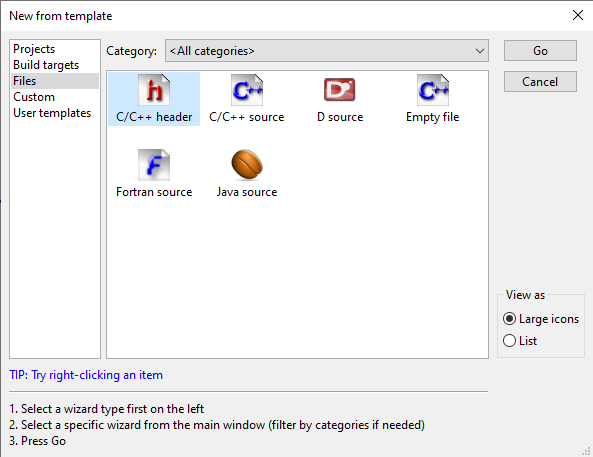 New from template
Projects
Build targets
Files
Custom
User templates
Category:
<All categories>
Go
Cancel
h
C/C++ header
C++
C/C++ source
D
D source
C++
Empty file
F
Fortran source
Java source
View as
Large icons
List
TIP: Try right-clicking an item
1. Select a wizard type first on the left
2. Select a specific wizard from the main window (filter by categories if needed)
3. Press Go